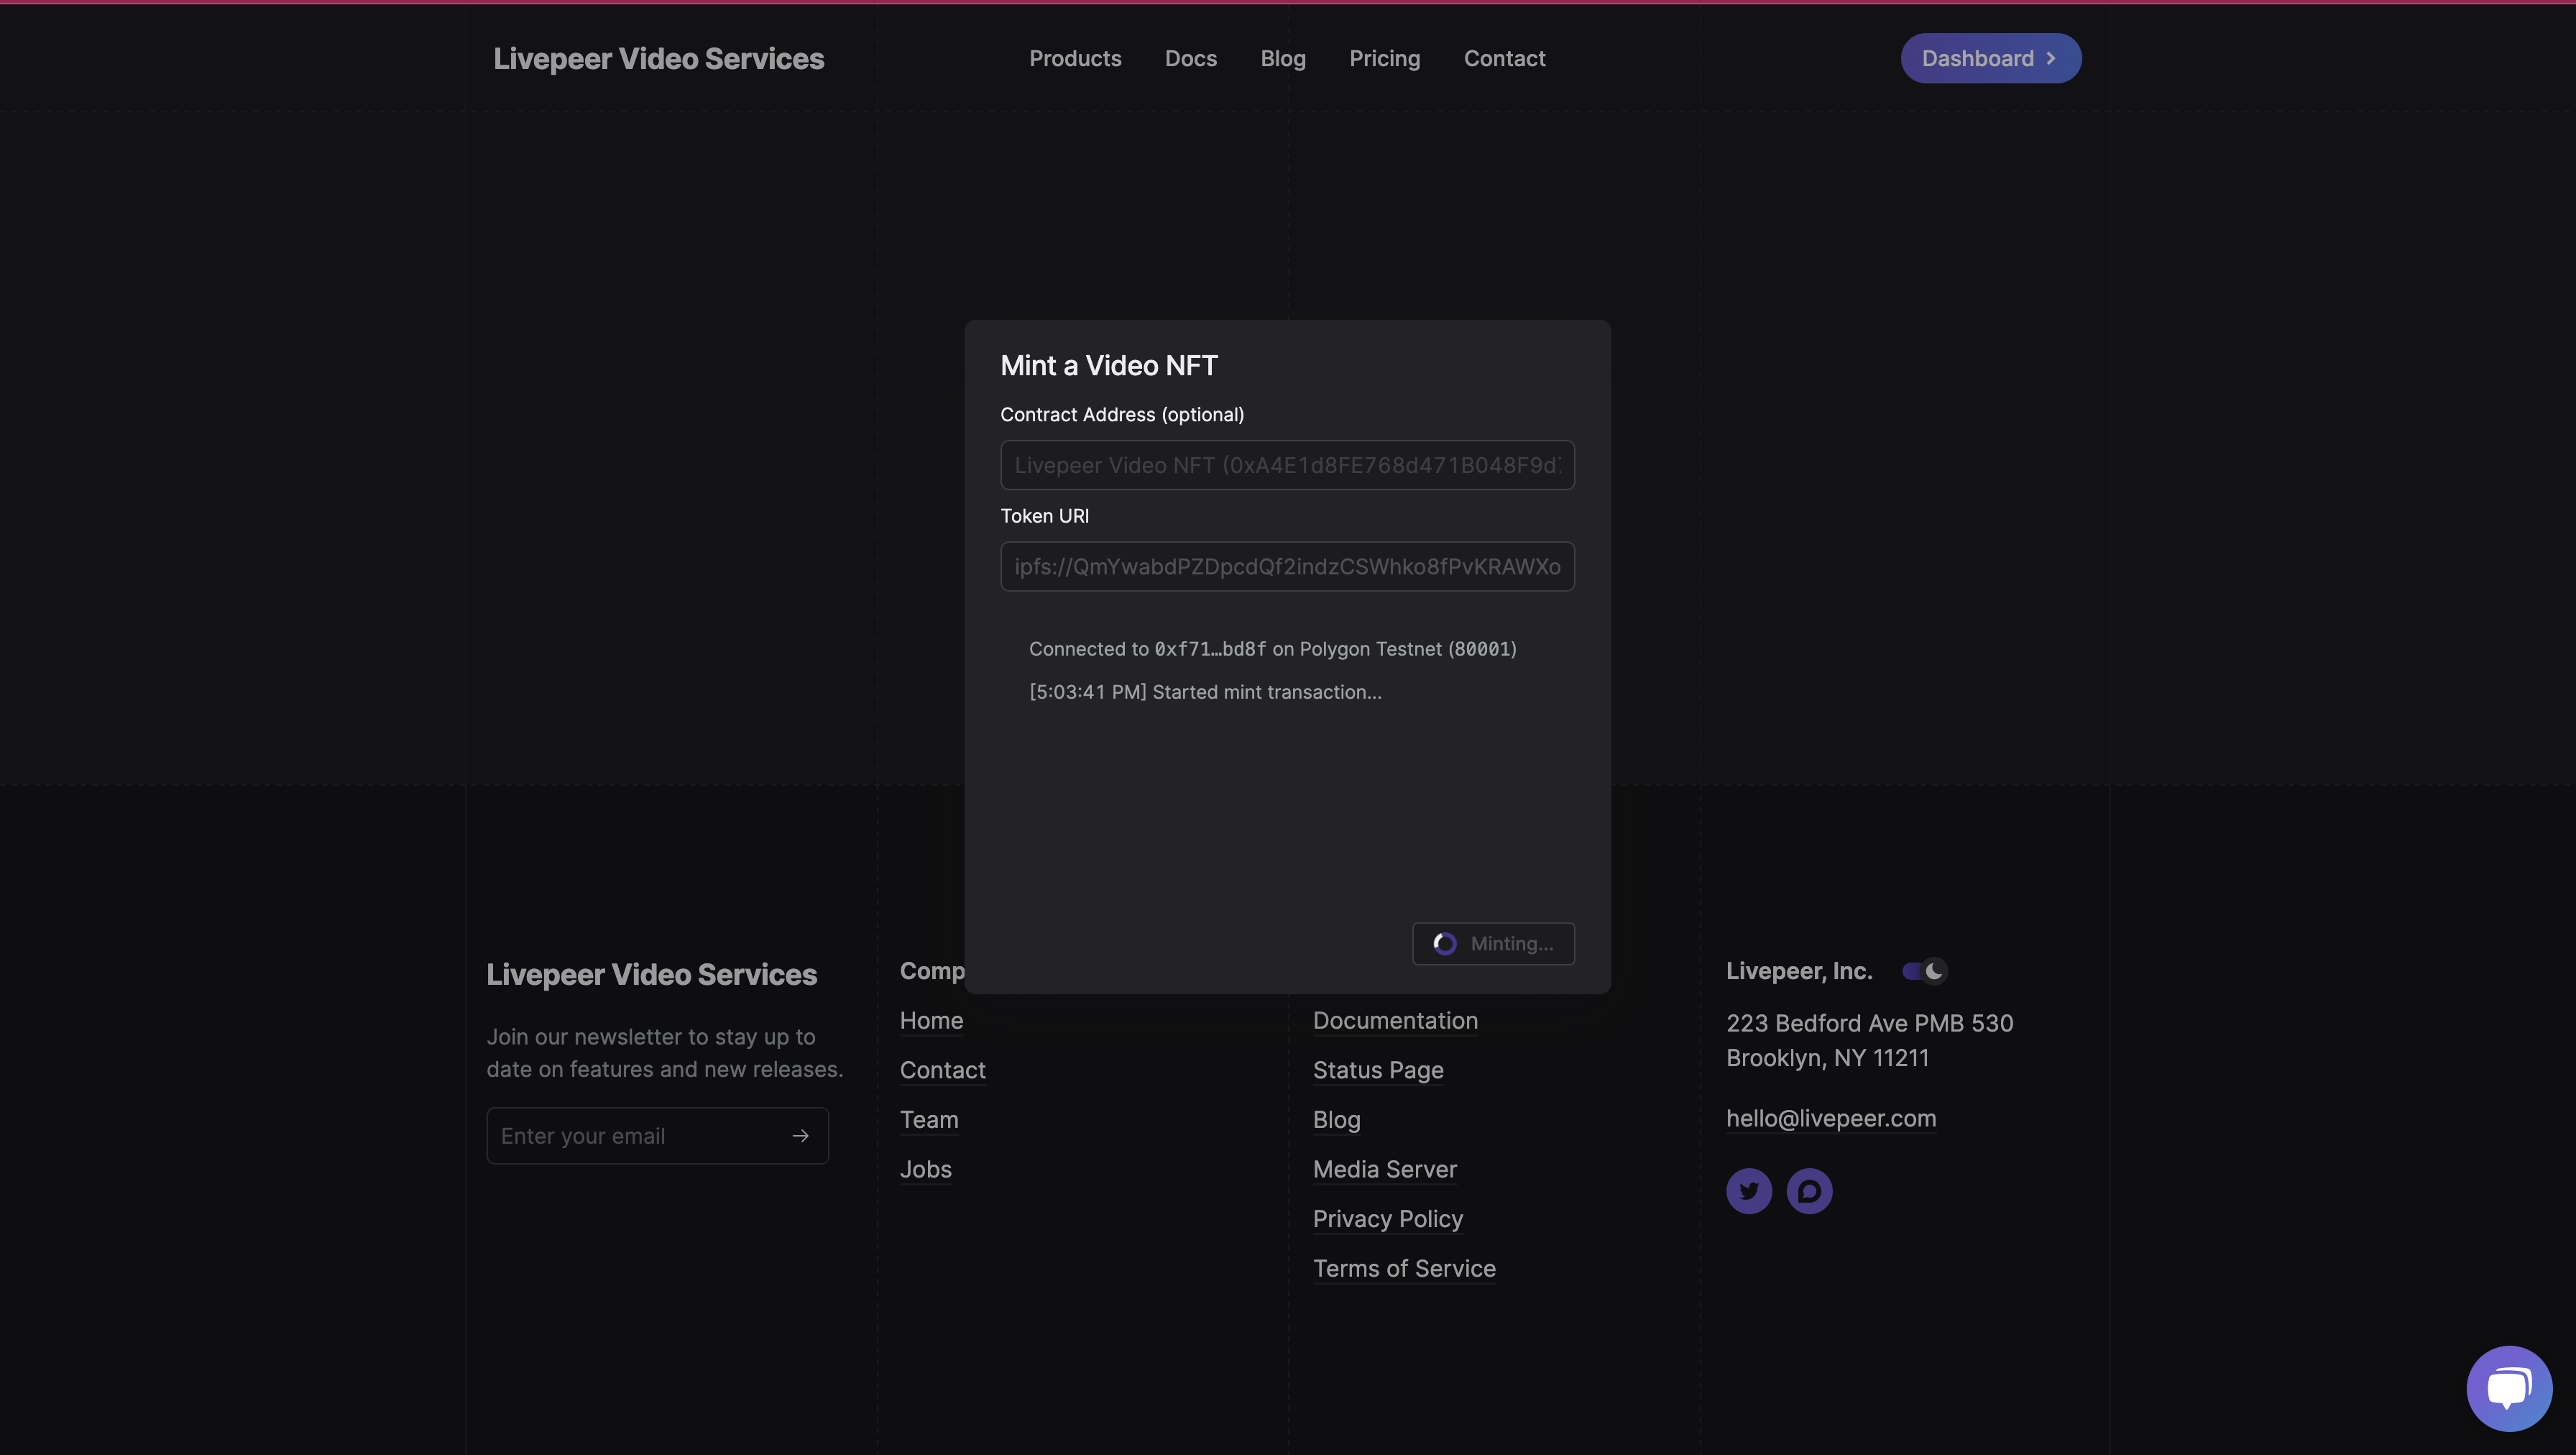 Livepeer Video Services
Products Docs Blog Pricing Contact
Dashboard
Mint a Video NFT
Contract Address (optional)
Livepeer Video NFT (0xA4E1d8FE768d471B048F9d7
Token URI
ipfs://QmYwabdPZDpcdQf2indzCSWhko8fPvKRAWXo
Connected to 0xf71…bd8f on Polygon Testnet (80001)
[5:03:41 PM] Started mint transaction...
Minting...
Livepeer Video Services
Join our newsletter to stay up to
date on features and new releases.
Enter your email
Comp
Home
Contact
Team
Jobs
Documentation
Status Page
Blog
Media Server
Privacy Policy
Terms of Service
Livepeer, Inc.
223 Bedford Ave PMB 530
Brooklyn, NY 11211
hello@livepeer.com